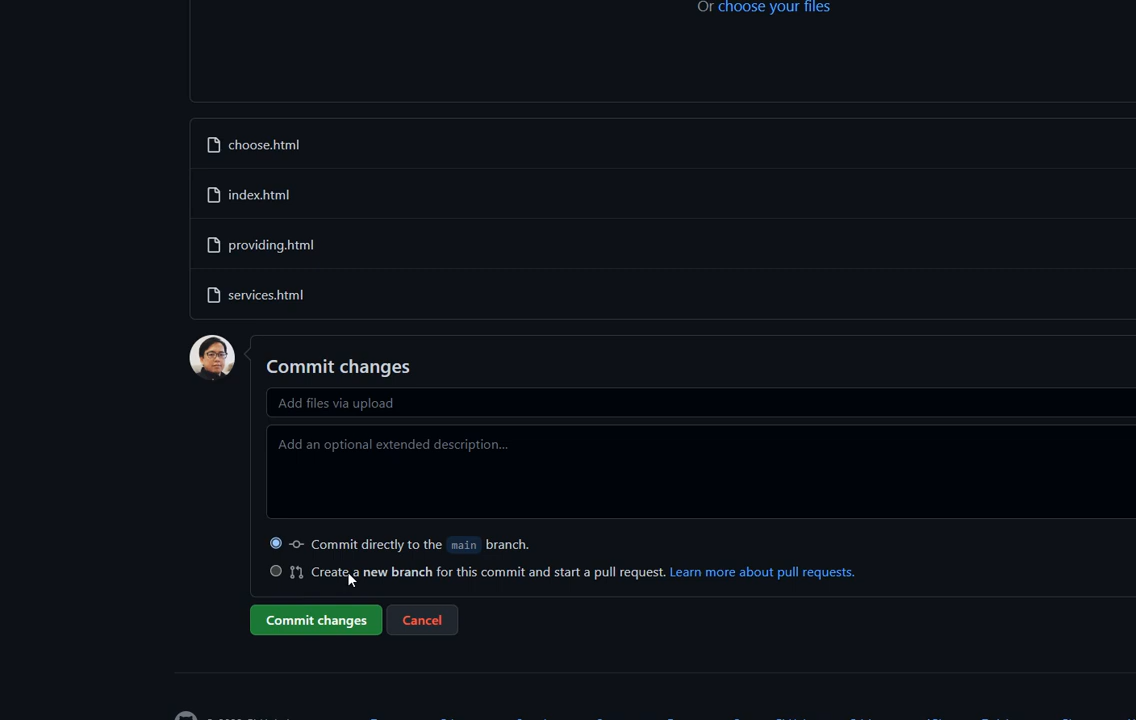 Or choose your files
choose.html
index.html
providing.html
services.html
Commit changes
Add files via upload
Add an optional extended description...
Commit directly to the main branch.
Create a new branch for this commit and start a pull request. Learn more about pull requests.
Commit changes Cancel